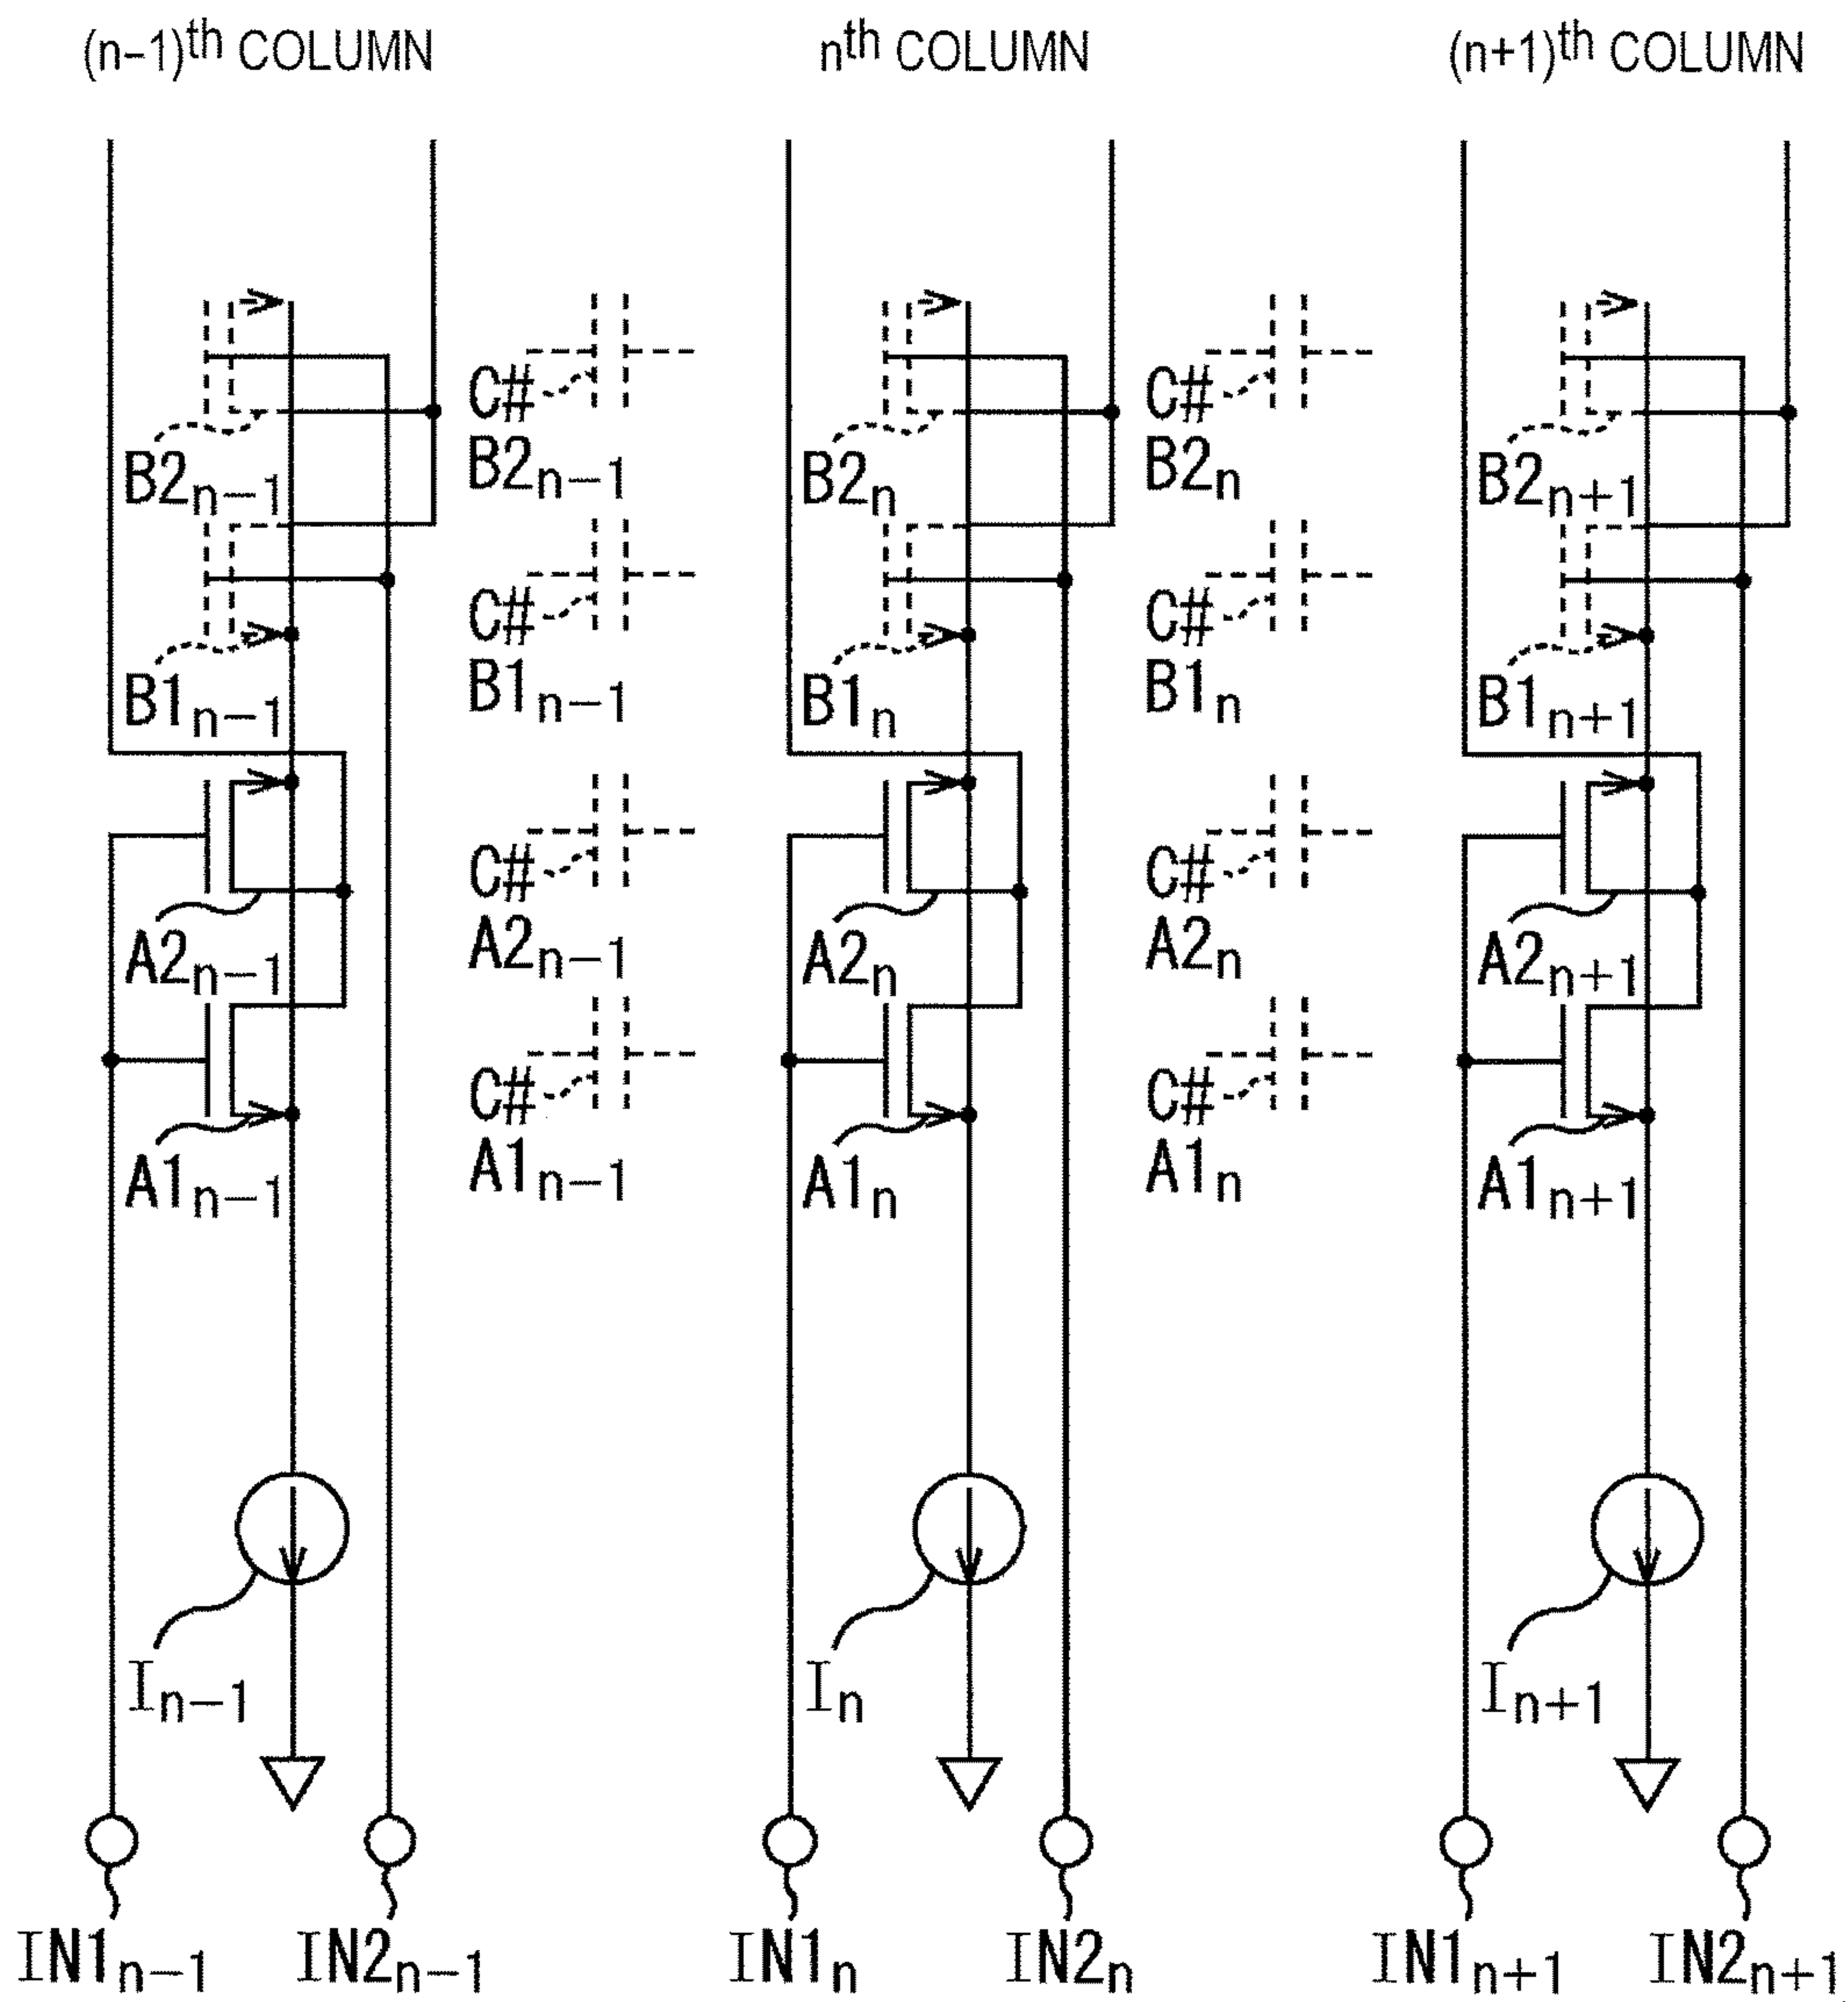 (n-1)th COLUMN
nth COLUMN
(n+1)th COLUMN
C#
B2n-1
C#
B2n
B2n-1
B2n
B2n+1
C#
B1n-1
C#
B1n
B1n-1
B1n
B1n+1
C#
A2n-1
C#
A2n
A2n-1
A2n
A2n+1
C#
A1n-1
C#
A1n
A1n-1
A1n
A1n+1
In-1
In
In+1
IN1n-1
IN2n-1
IN1n
IN2n
IN1n+1
IN2n+1